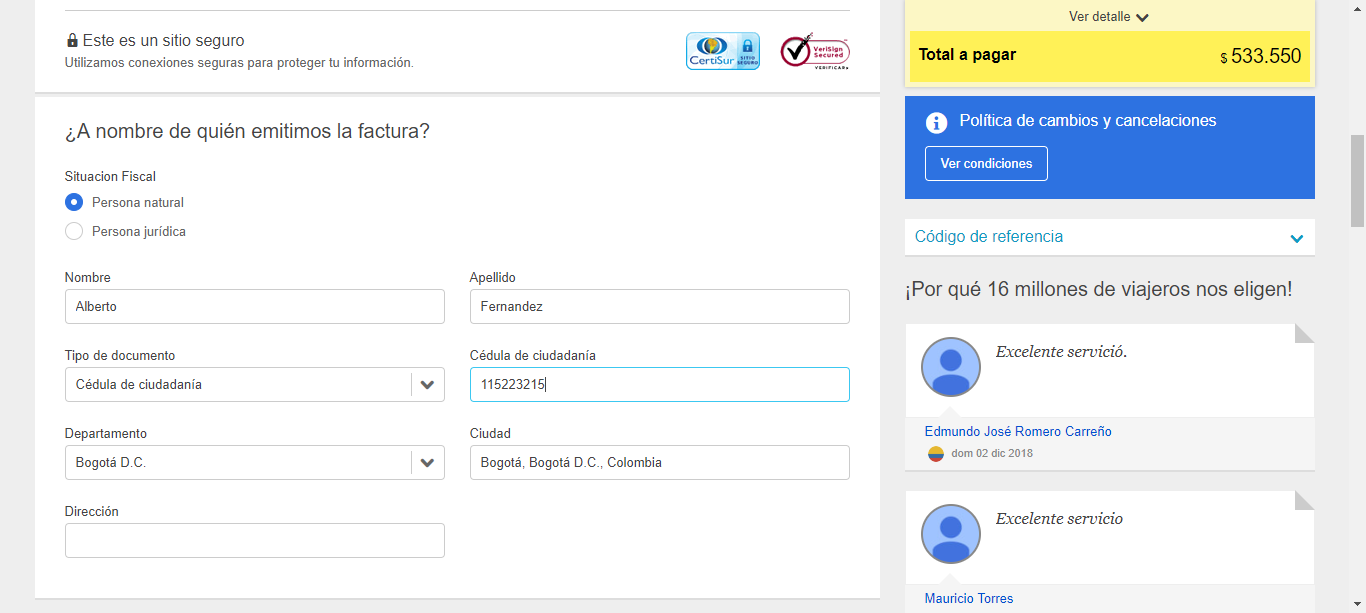 Este es un sitio seguro
Utilizamos conexiones seguras para proteger tu información.
CertiSur
SITIO
SEGURO
VeriSign
Secured
VERIFICAR▸
¿A nombre de quién emitimos la factura?
Situacion Fiscal
Persona natural
Persona jurídica
Nombre
Apellido
Alberto
Fernandez
Tipo de documento
Cédula de ciudadanía
Cédula de ciudadanía
115223215
Departamento
Ciudad
Bogotá D.C.
Bogotá, Bogotá D.C., Colombia
Dirección
Ver detalle
Total a pagar
$ 533.550
Política de cambios y cancelaciones
Ver condiciones
Código de referencia
¡Por qué 16 millones de viajeros nos eligen!
Excelente servició.
Edmundo José Romero Carreño
dom 02 dic 2018
Excelente servicio
Mauricio Torres